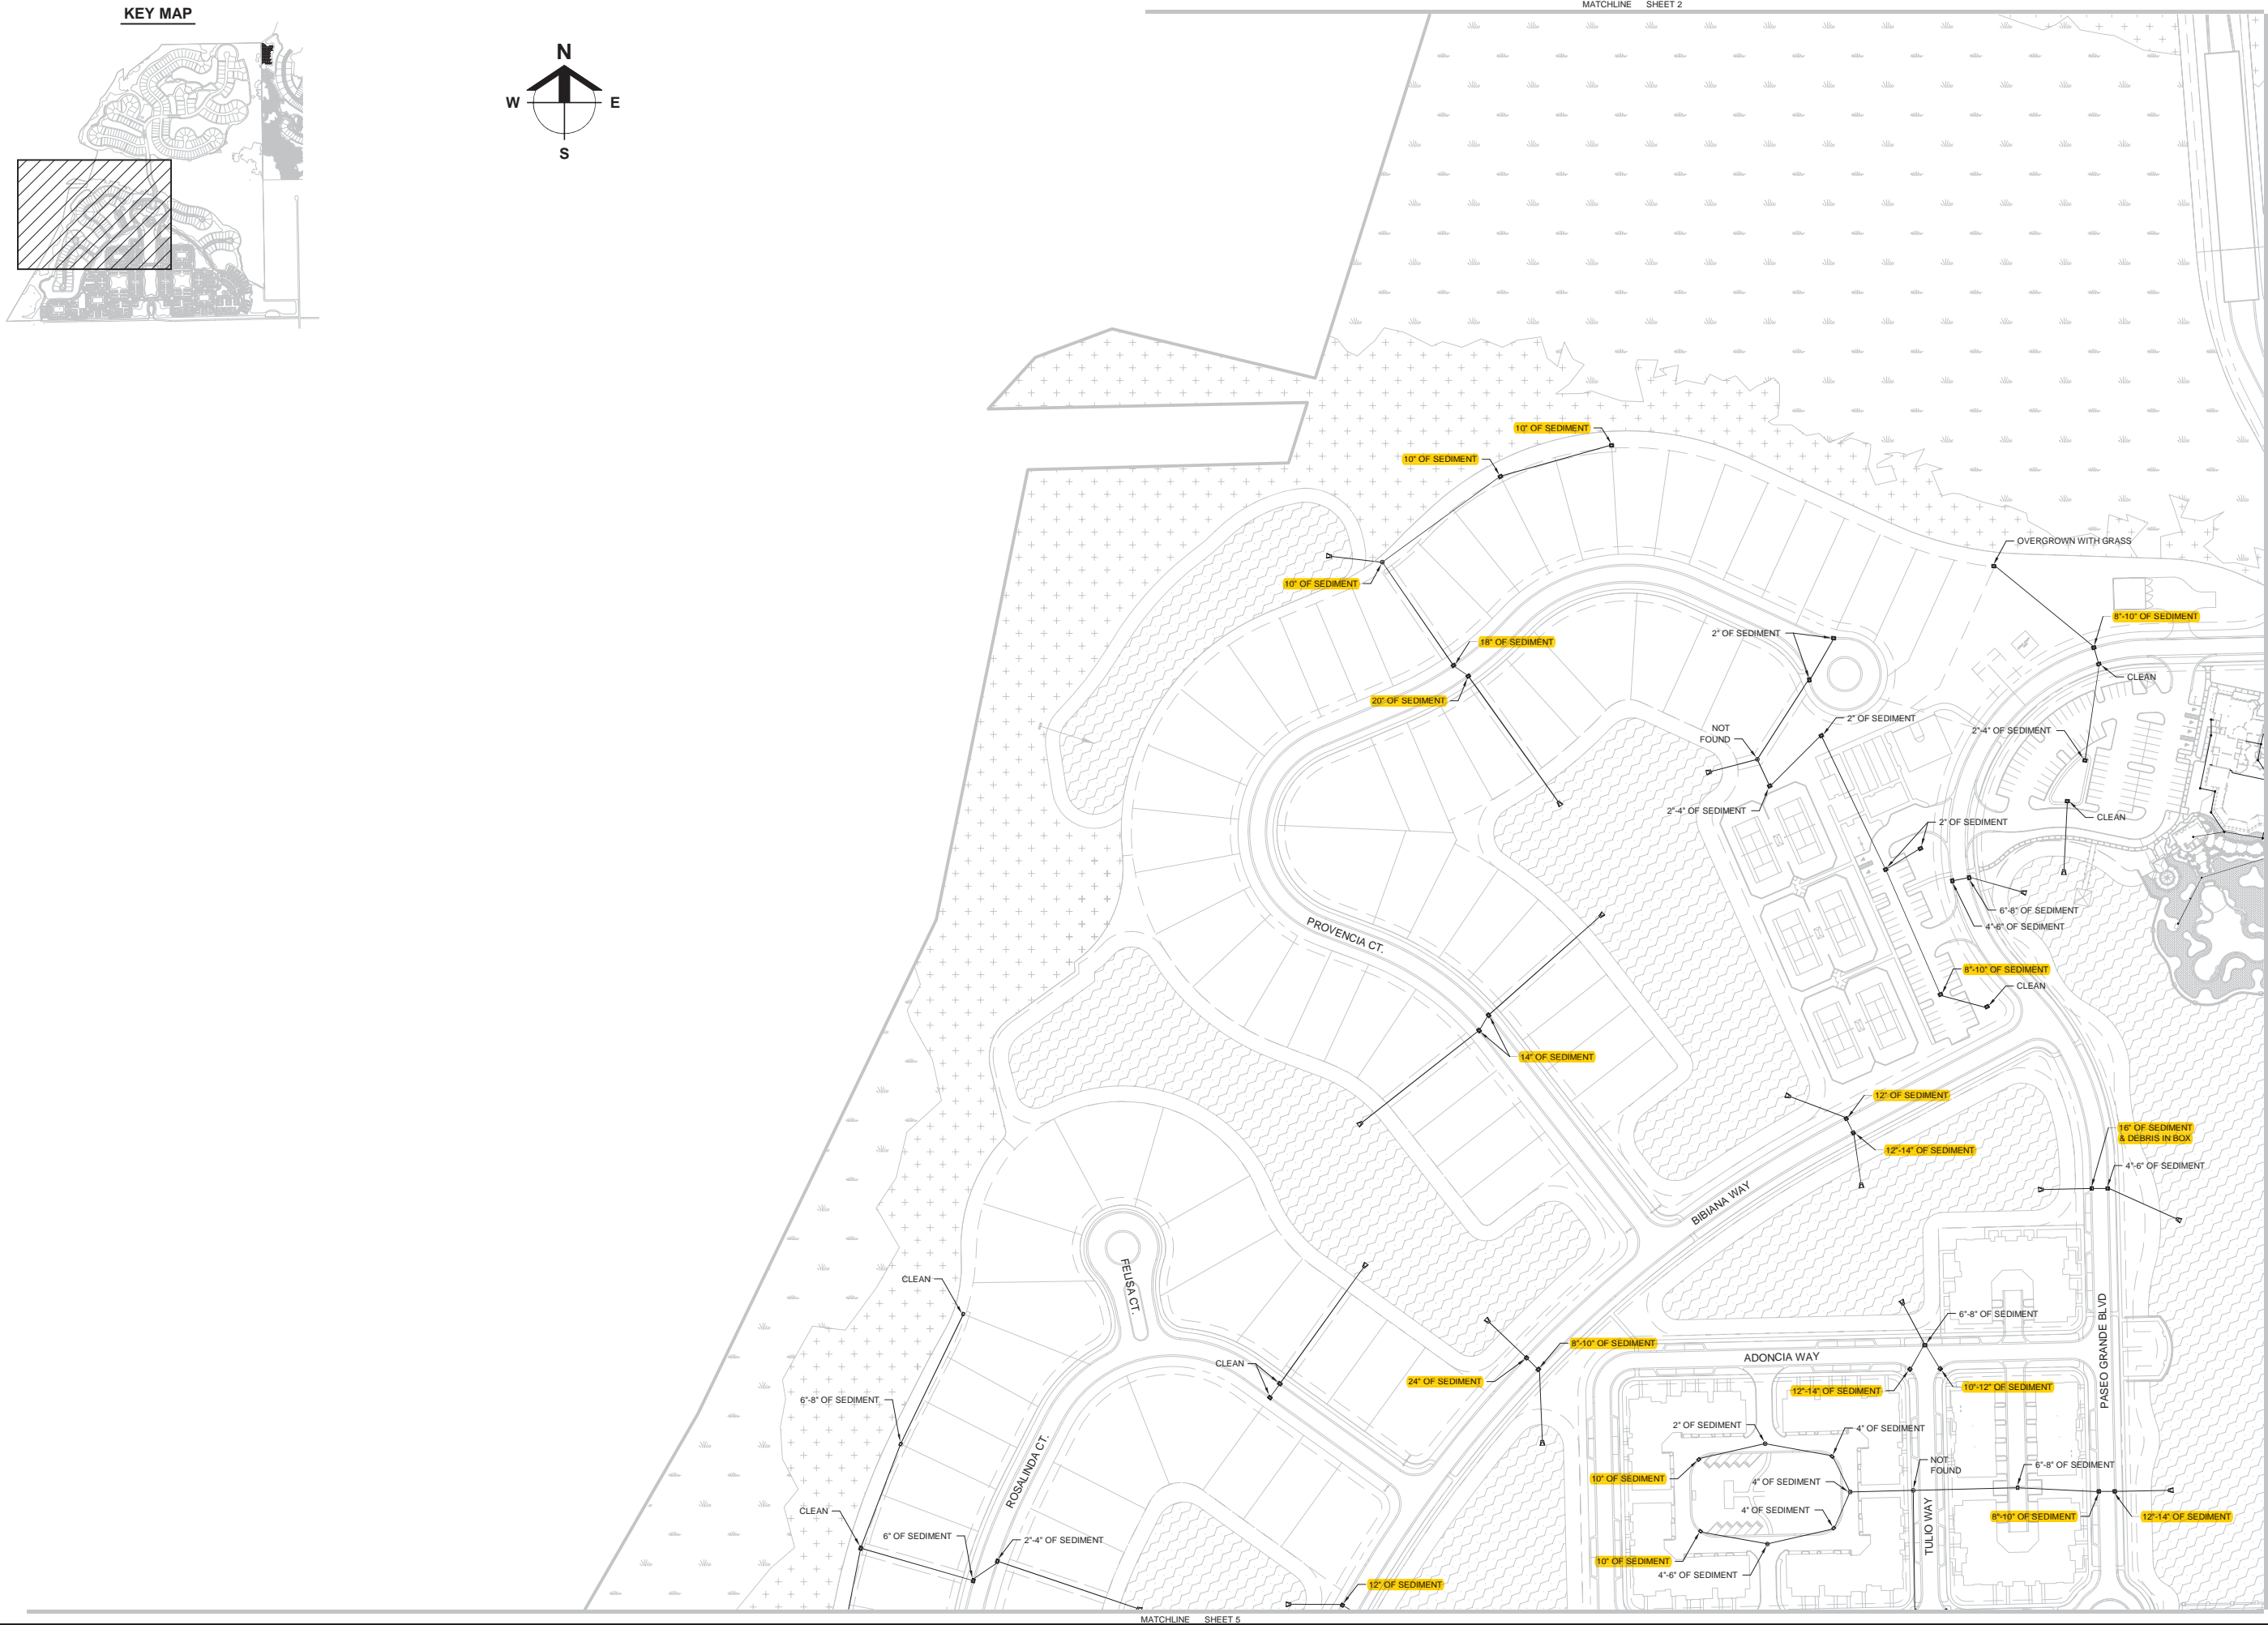 KEY MAP
MATCHLINE SHEET 2
N
W E
S
10" OF SEDIMENT
10" OF SEDIMENT
OVERGROWN WITH GRASS
10" OF SEDIMENT
8"-10" OF SEDIMENT
2" OF SEDIMENT
18" OF SEDIMENT
CLEAN
20" OF SEDIMENT
2" OF SEDIMENT
NOT
FOUND
2"-4" OF SEDIMENT
2"-4" OF SEDIMENT
CLEAN
2" OF SEDIMENT
6"-8" OF SEDIMENT
4"-6" OF SEDIMENT
PROVENCIA CT.
8"-10" OF SEDIMENT
CLEAN
14" OF SEDIMENT
12" OF SEDIMENT
16" OF SEDIMENT
& DEBRIS IN BOX
12"-14" OF SEDIMENT
4"-6" OF SEDIMENT
BIBIANA WAY
FELISA CT.
CLEAN
6"-8" OF SEDIMENT
8"-10" OF SEDIMENT
PASEO GRANDE BLVD
ADONCIA WAY
CLEAN
24" OF SEDIMENT
12"-14" OF SEDIMENT
10"-12" OF SEDIMENT
6"-8" OF SEDIMENT
2" OF SEDIMENT
4" OF SEDIMENT
ROSALINDA CT.
NOT
FOUND
6"-8" OF SEDIMENT
10" OF SEDIMENT
4" OF SEDIMENT
CLEAN
4" OF SEDIMENT
8"-10" OF SEDIMENT
12"-14" OF SEDIMENT
TULIO WAY
6" OF SEDIMENT
2"-4" OF SEDIMENT
10" OF SEDIMENT
4"-6" OF SEDIMENT
12" OF SEDIMENT
MATCHLINE SHEET 5